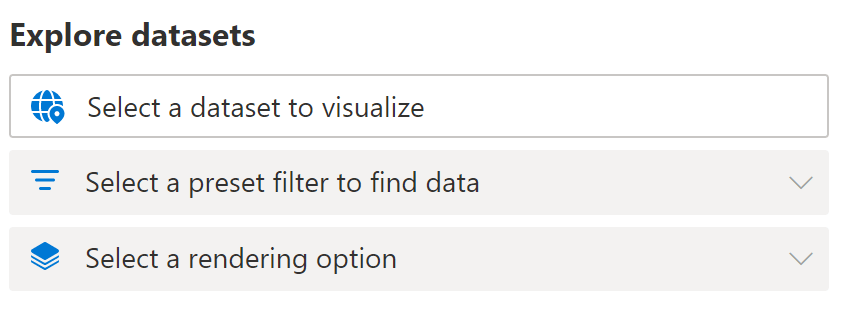 Explore datasets
Select a dataset to visualize
Select a preset filter to find data
Select a rendering option